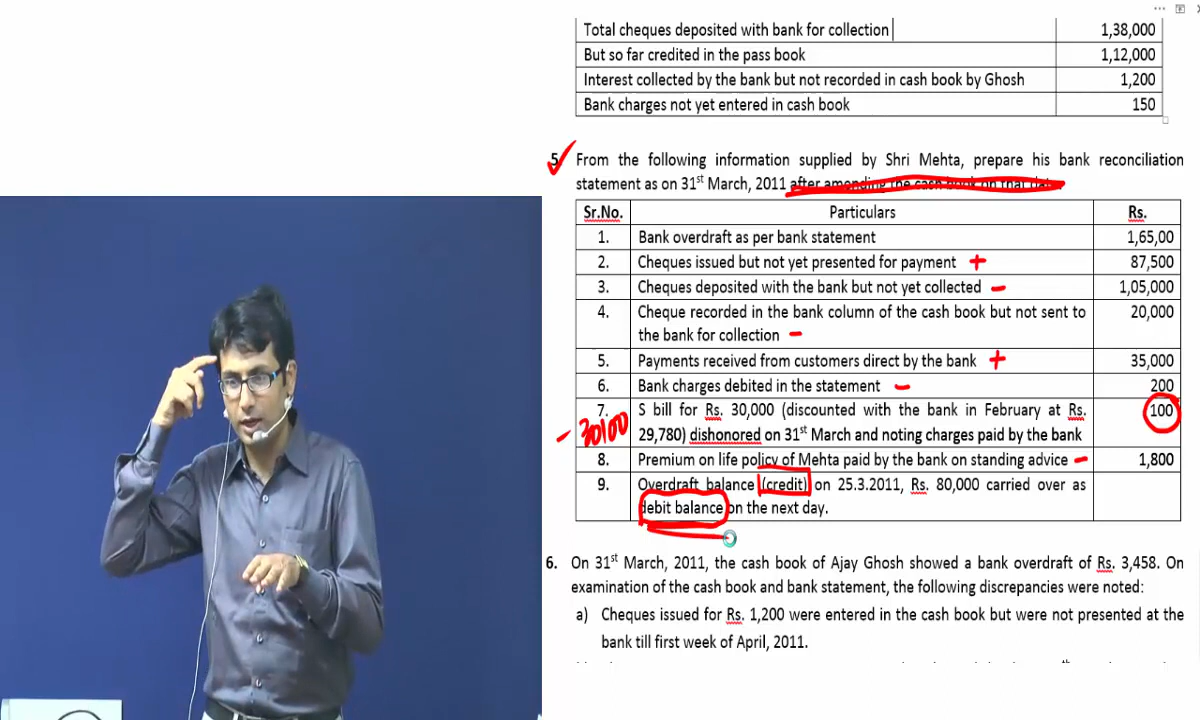 Total cheques deposited with bank for collection 1,38,000
But so far credited in the pass book 1,12,000
Interest collected by the bank but not recorded in cash book by Ghosh 1,200
Bank charges not yet entered in cash book 150
5. From the following information supplied by Shri Mehta, prepare his bank reconciliation
statement as on 31st March, 2011 after amending the cash book on that date.
Sr.No. Particulars Rs.
1. Bank overdraft as per bank statement 1,65,00
2. Cheques issued but not yet presented for payment + 87,500
3. Cheques deposited with the bank but not yet collected - 1,05,000
4. Cheque recorded in the bank column of the cash book but not sent to 20,000
the bank for collection -
5. Payments received from customers direct by the bank + 35,000
6. Bank charges debited in the statement - 200
7. S bill for Rs. 30,000 (discounted with the bank in February at Rs. 100
- 30100 29,780) dishonored on 31st March and noting charges paid by the bank
8. Premium on life policy of Mehta paid by the bank on standing advice - 1,800
9. Overdraft balance (credit) on 25.3.2011, Rs. 80,000 carried over as
debit balance on the next day.
6. On 31st March, 2011, the cash book of Ajay Ghosh showed a bank overdraft of Rs. 3,458. On
examination of the cash book and bank statement, the following discrepancies were noted:
a) Cheques issued for Rs. 1,200 were entered in the cash book but were not presented at the
bank till first week of April, 2011.